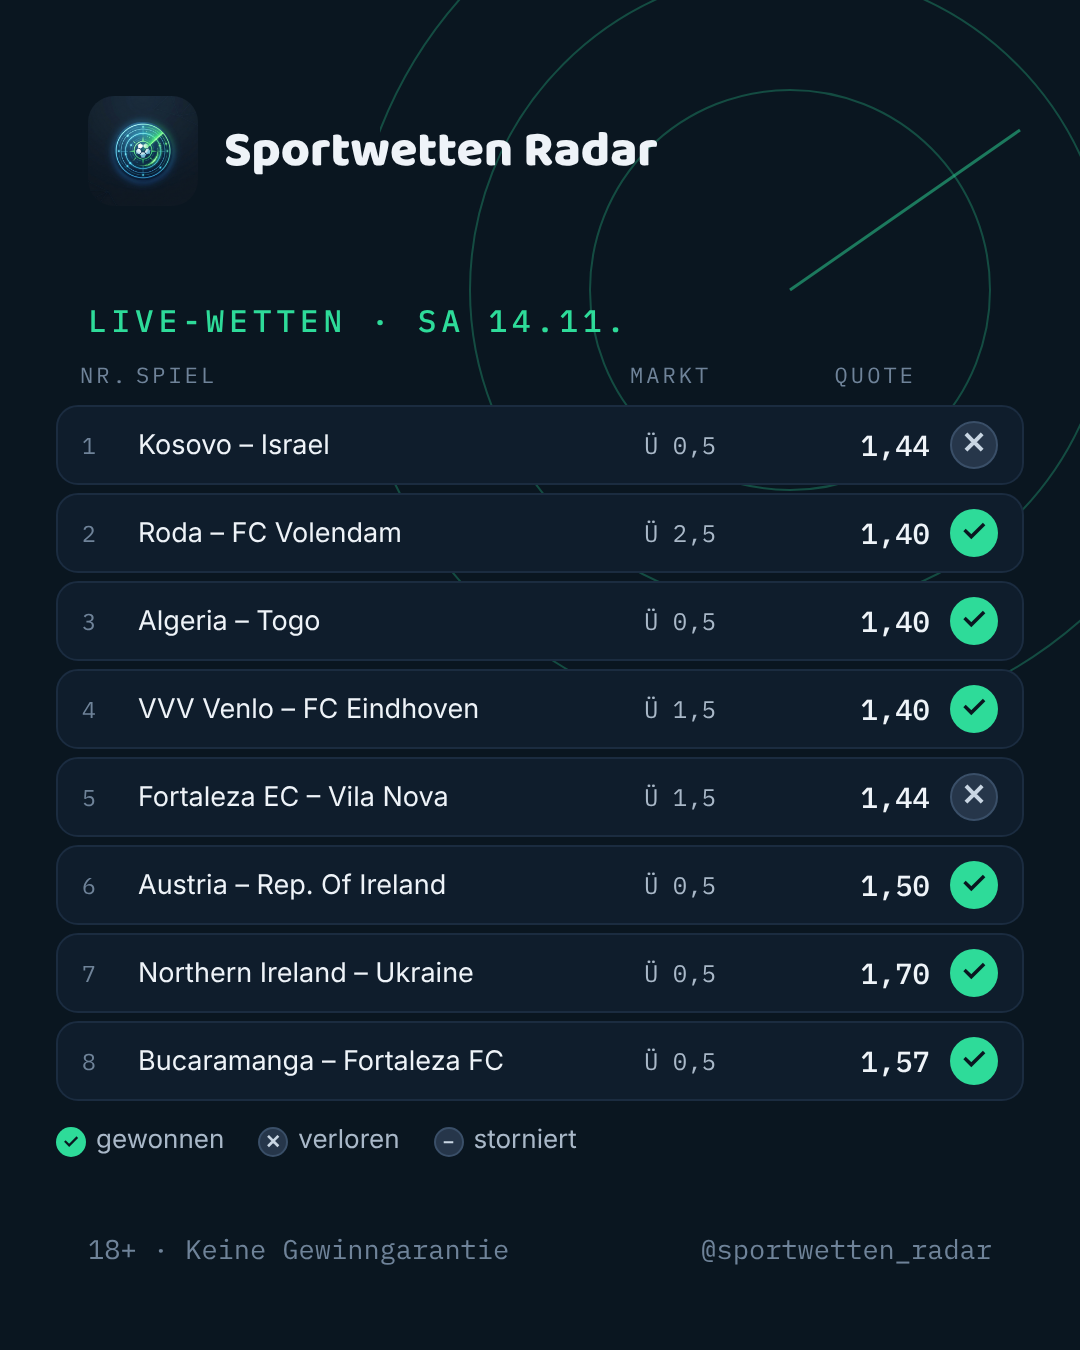 Sportwetten Radar
LIVE-WETTEN · SA 14.11.
NR. SPIEL MARKT QUOTE
1 Kosovo – Israel Ü 0,5 1,44
2 Roda – FC Volendam Ü 2,5 1,40
3 Algeria – Togo Ü 0,5 1,40
4 VVV Venlo – FC Eindhoven Ü 1,5 1,40
5 Fortaleza EC – Vila Nova Ü 1,5 1,44
6 Austria – Rep. Of Ireland Ü 0,5 1,50
7 Northern Ireland – Ukraine Ü 0,5 1,70
8 Bucaramanga – Fortaleza FC Ü 0,5 1,57
gewonnen verloren storniert
18+ · Keine Gewinngarantie @sportwetten_radar